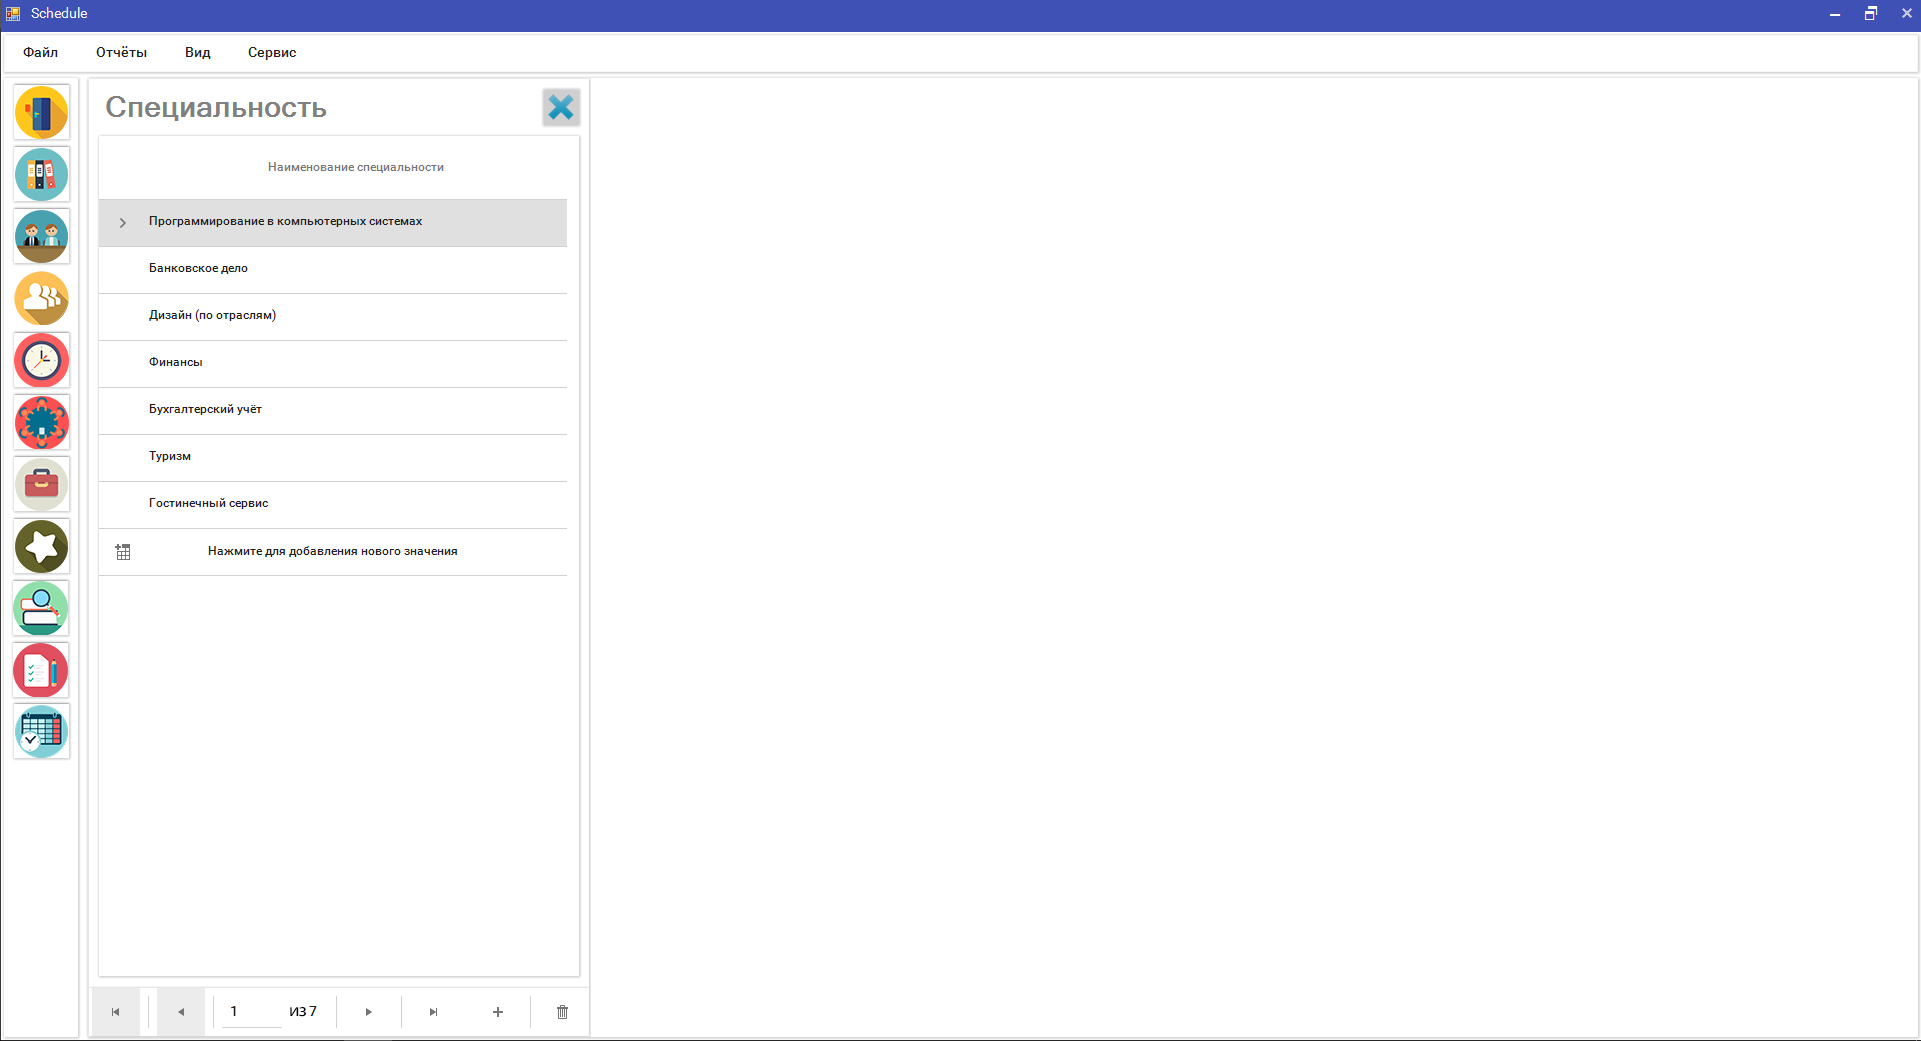 Schedule
Файл Отчёты Вид Сервис
Специальность
Наименование специальности
Программирование в компьютерных системах
Банковское дело
Дизайн (по отраслям)
Финансы
Бухгалтерский учёт
Туризм
Гостинечный сервис
Нажмите для добавления нового значения
1 из 7